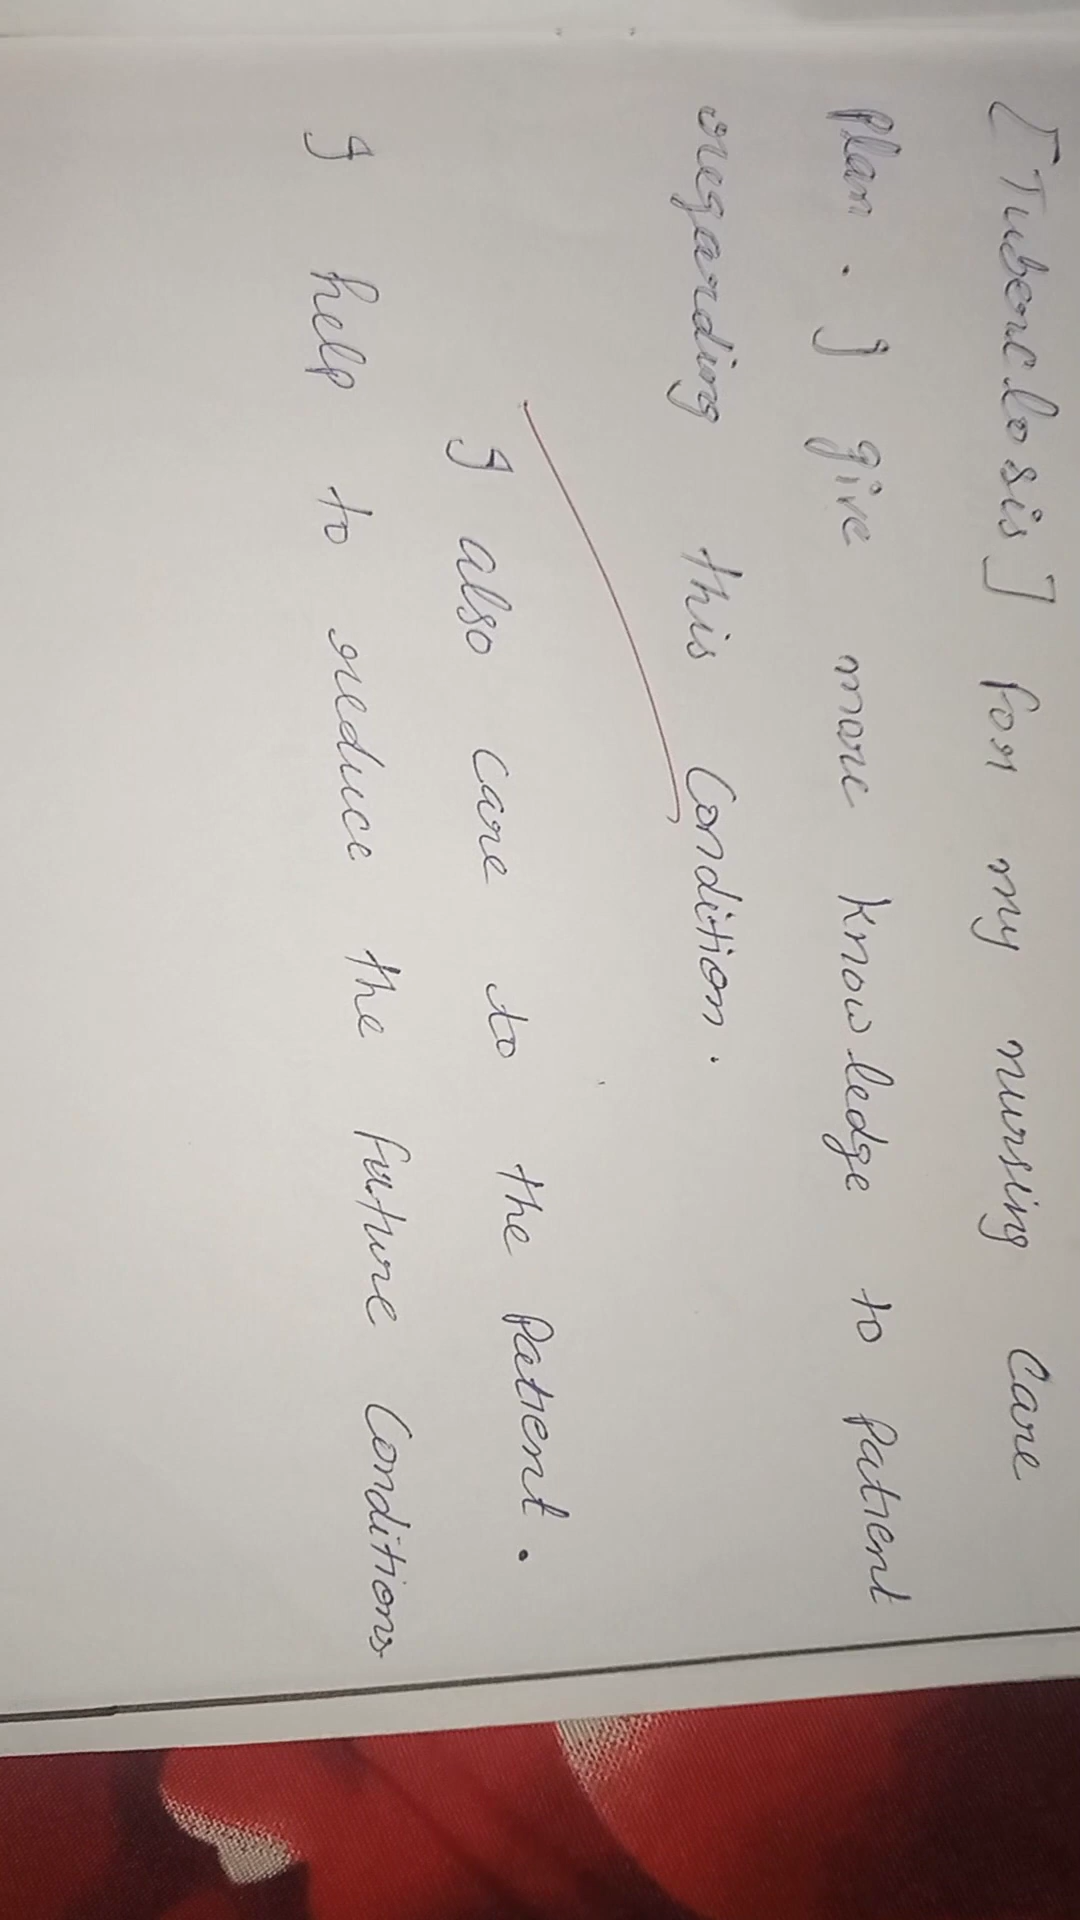 [Tuberclosis] for my nursing care
Plan. I give more knowledge to patient
regarding this condition.
I also care to the patient.
I help to reduce the future conditions